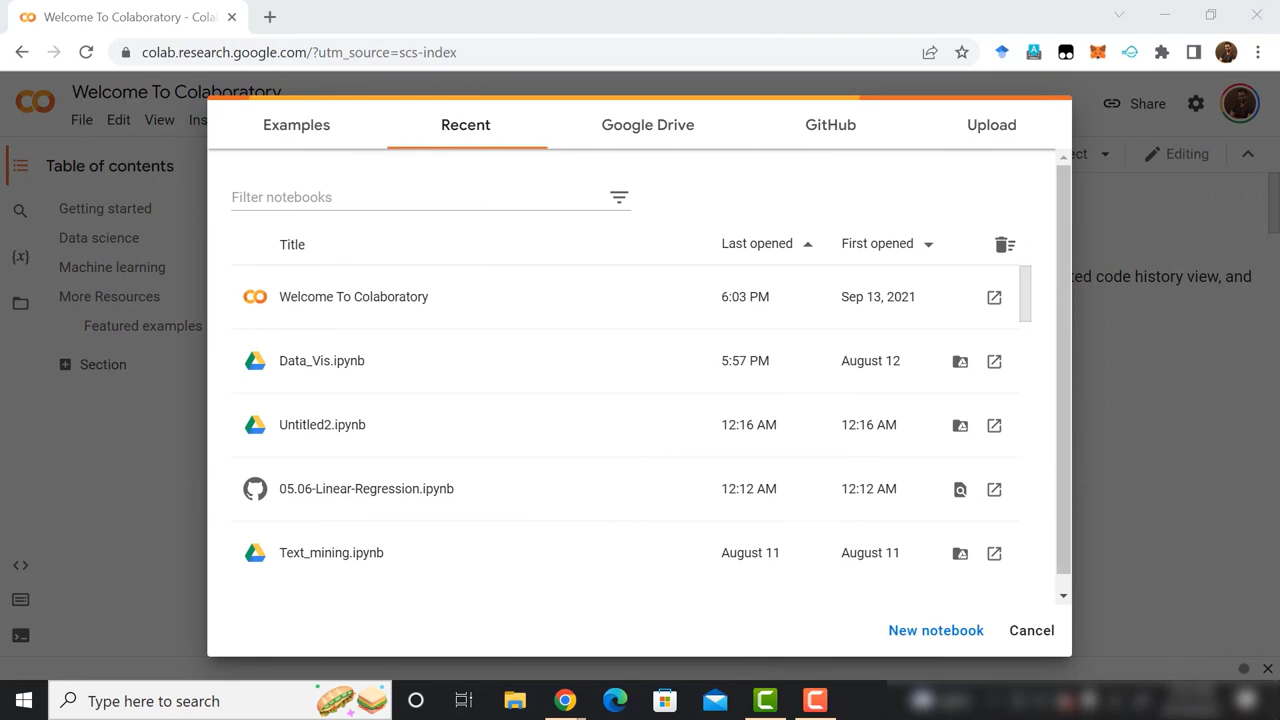 Welcome To Colaboratory - Cola
colab.research.google.com/?utm_source=scs-index
Welcome To Colaboratory
File Edit View Ins
Share
Examples Recent Google Drive GitHub Upload
Table of contents
Getting started
Data science
Machine learning
More Resources
Featured examples
Section
Editing
ted code history view, and
Filter notebooks
Title Last opened First opened
Welcome To Colaboratory 6:03 PM Sep 13, 2021
Data_Vis.ipynb 5:57 PM August 12
Untitled2.ipynb 12:16 AM 12:16 AM
05.06-Linear-Regression.ipynb 12:12 AM 12:12 AM
Text_mining.ipynb August 11 August 11
New notebook Cancel
Type here to search